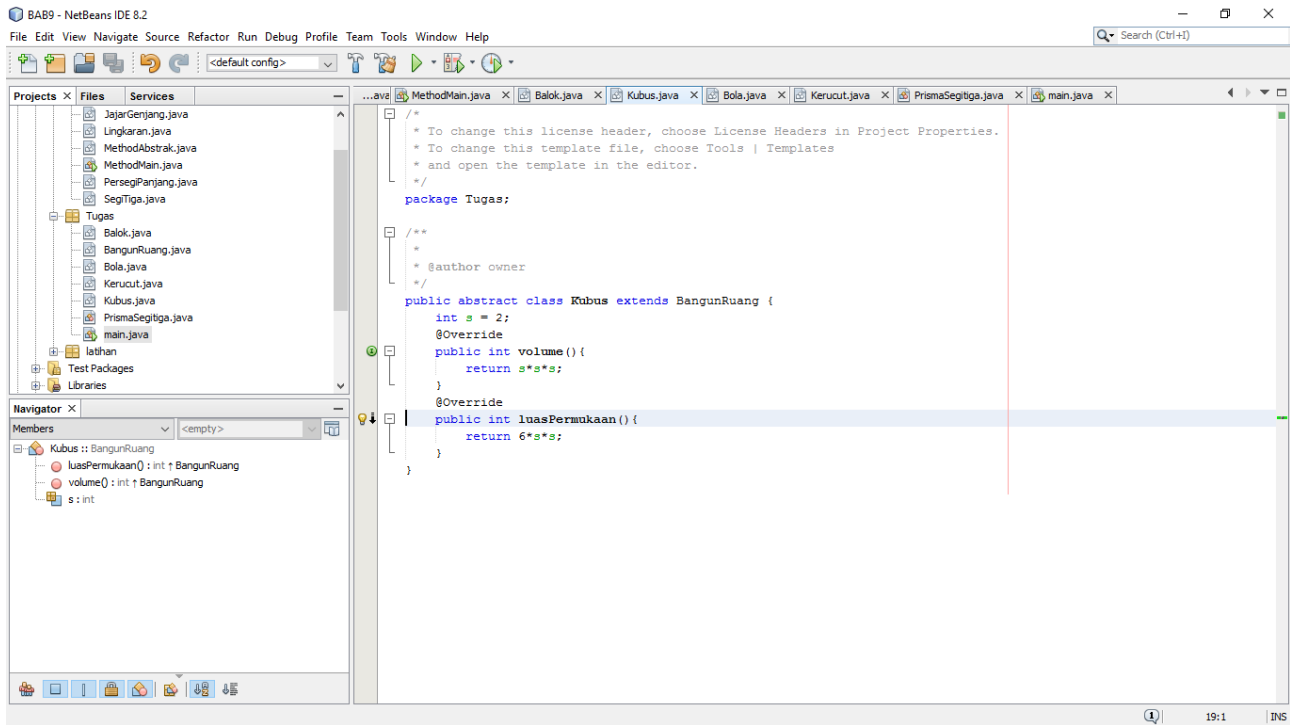 BAB9 - NetBeans IDE 8.2
File Edit View Navigate Source Refactor Run Debug Profile Team Tools Window Help
Search (Ctrl+I)
<default config>
Projects Files Services
JajarGenjang.java
Lingkaran.java
MethodAbstrak.java
MethodMain.java
PersegiPanjang.java
SegiTiga.java
Tugas
Balok.java
BangunRuang.java
Bola.java
Kerucut.java
Kubus.java
PrismaSegitiga.java
main.java
latihan
Test Packages
Libraries
Navigator
Members <empty>
Kubus :: BangunRuang
luasPermukaan() : int ↑ BangunRuang
volume() : int ↑ BangunRuang
s : int
...ava MethodMain.java Balok.java Kubus.java Bola.java Kerucut.java PrismaSegitiga.java main.java
/*
* To change this license header, choose License Headers in Project Properties.
* To change this template file, choose Tools | Templates
* and open the template in the editor.
*/
package Tugas;
/**
*
* @author owner
*/
public abstract class Kubus extends BangunRuang {
int s = 2;
@Override
public int volume(){
return s*s*s;
}
@Override
public int luasPermukaan(){
return 6*s*s;
}
}
1 19:1 INS